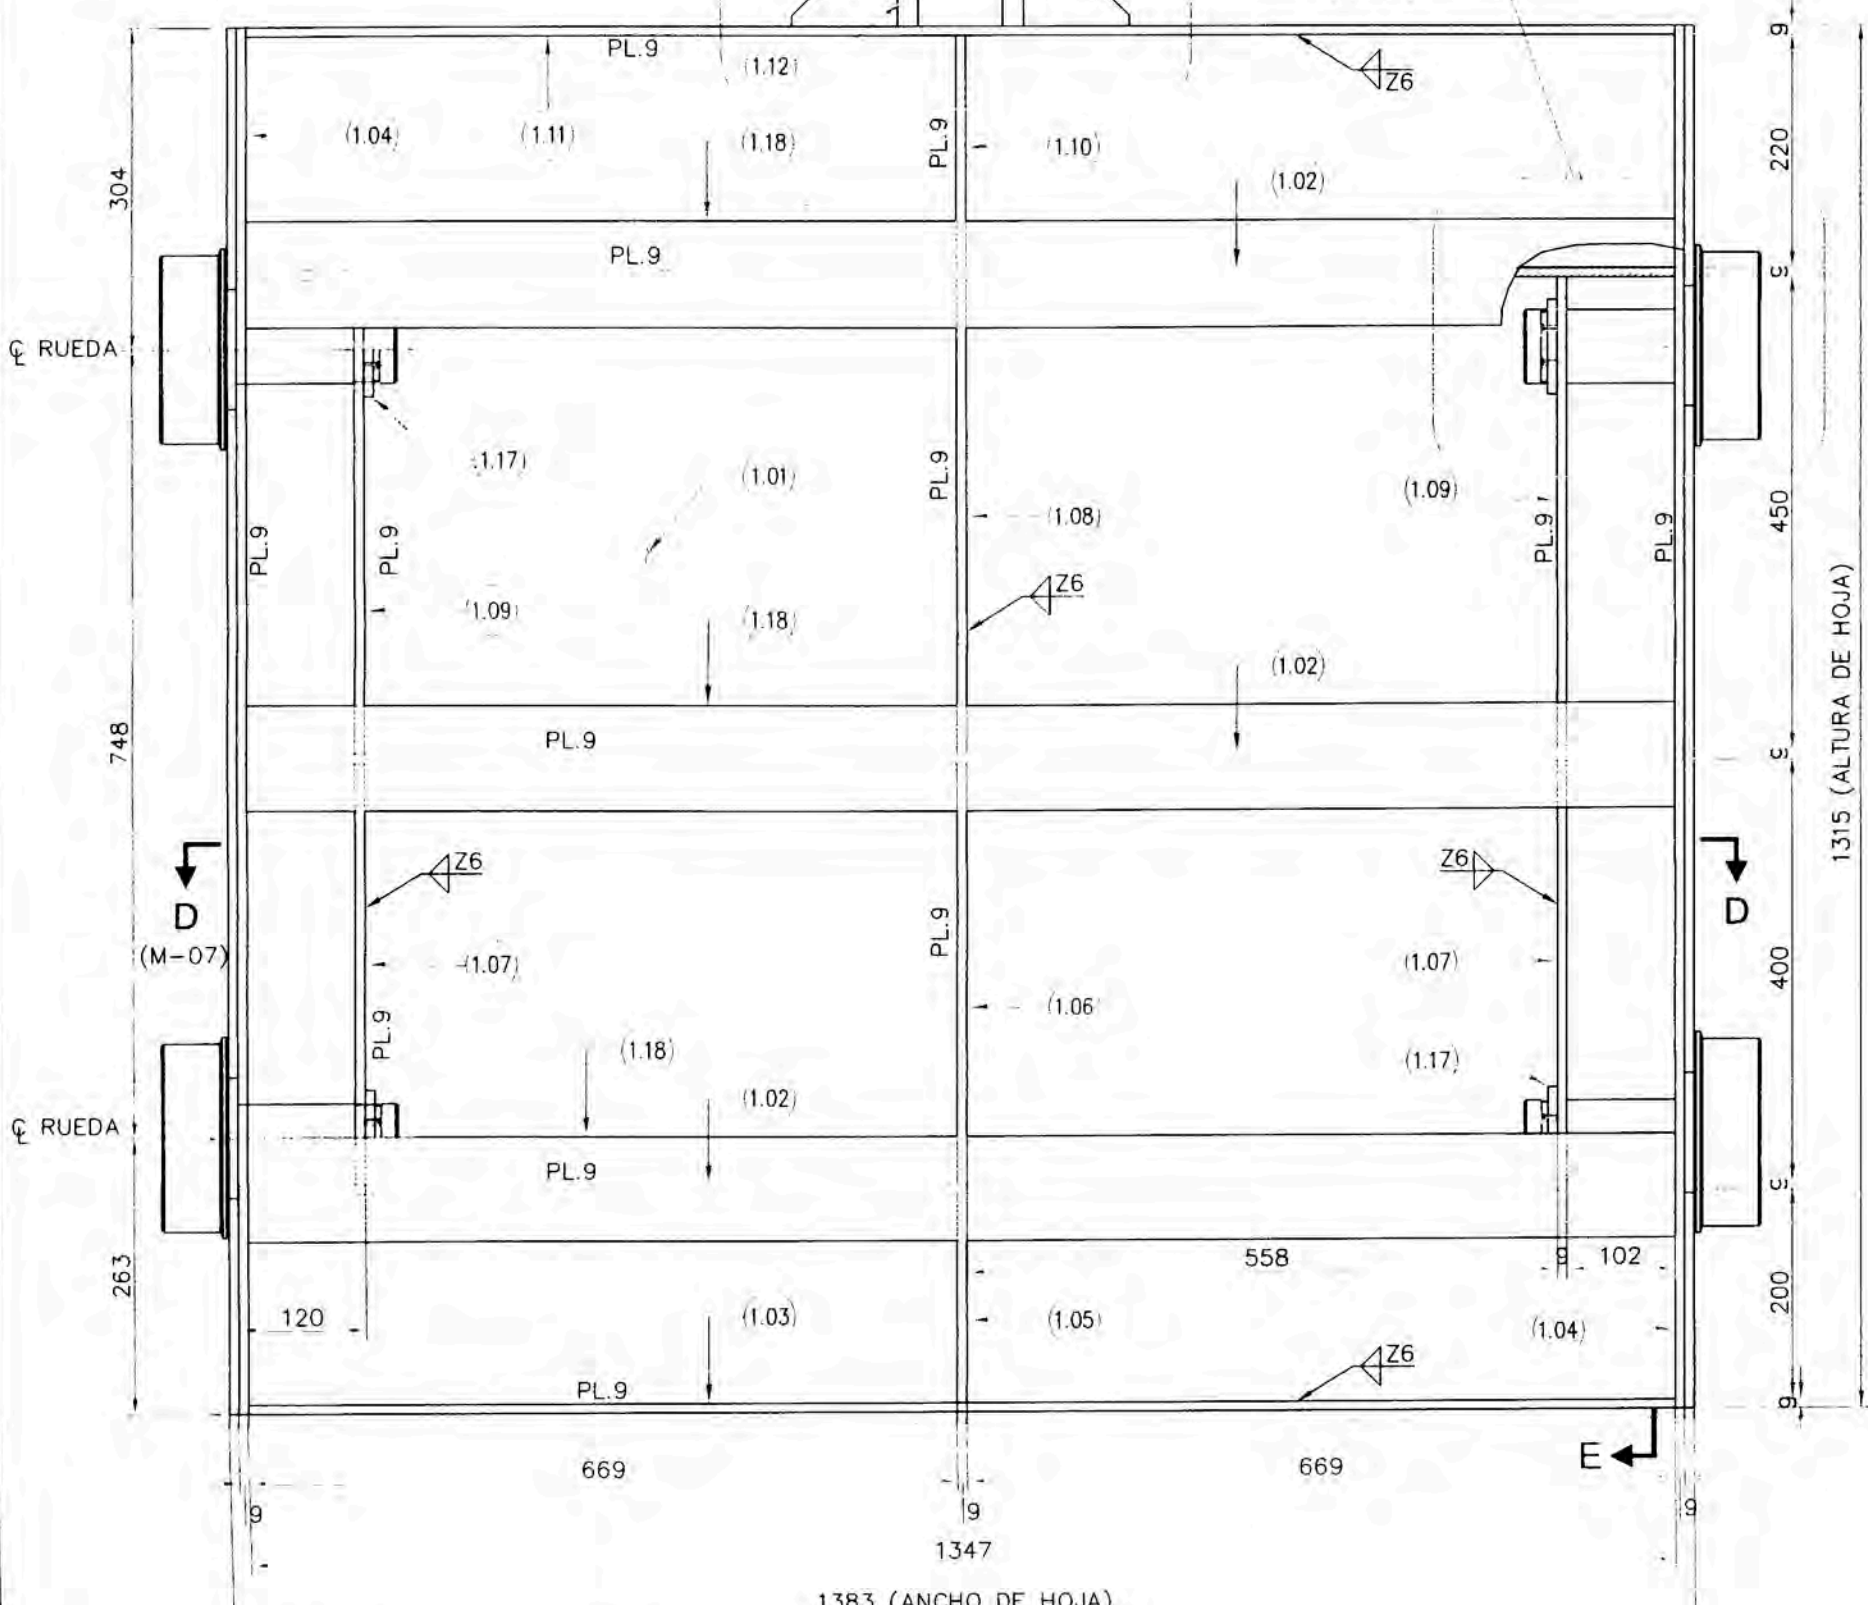 PL.9
(1.12)
Z6
9
(1.04)
(1.11)
(1.18)
PL.9
(1.10)
220
304
(1.02)
PL.9
9
℄ RUEDA
(1.17)
(1.01)
PL.9
(1.09)
(1.08)
450
PL.9
PL.9
PL.9
PL.9
(1.09)
(1.18)
Z6
(1.02)
1315 (ALTURA DE HOJA)
748
PL.9
9
Z6
Z6
D
D
(M-07)
PL.9
(1.07)
(1.07)
400
(1.06)
PL.9
(1.18)
(1.17)
(1.02)
℄ RUEDA
PL.9
9
558
9
102
263
120
(1.03)
(1.05)
(1.04)
200
Z6
PL.9
9
E
669
669
9
9
9
1347
1383 (ANCHO DE HOJA)